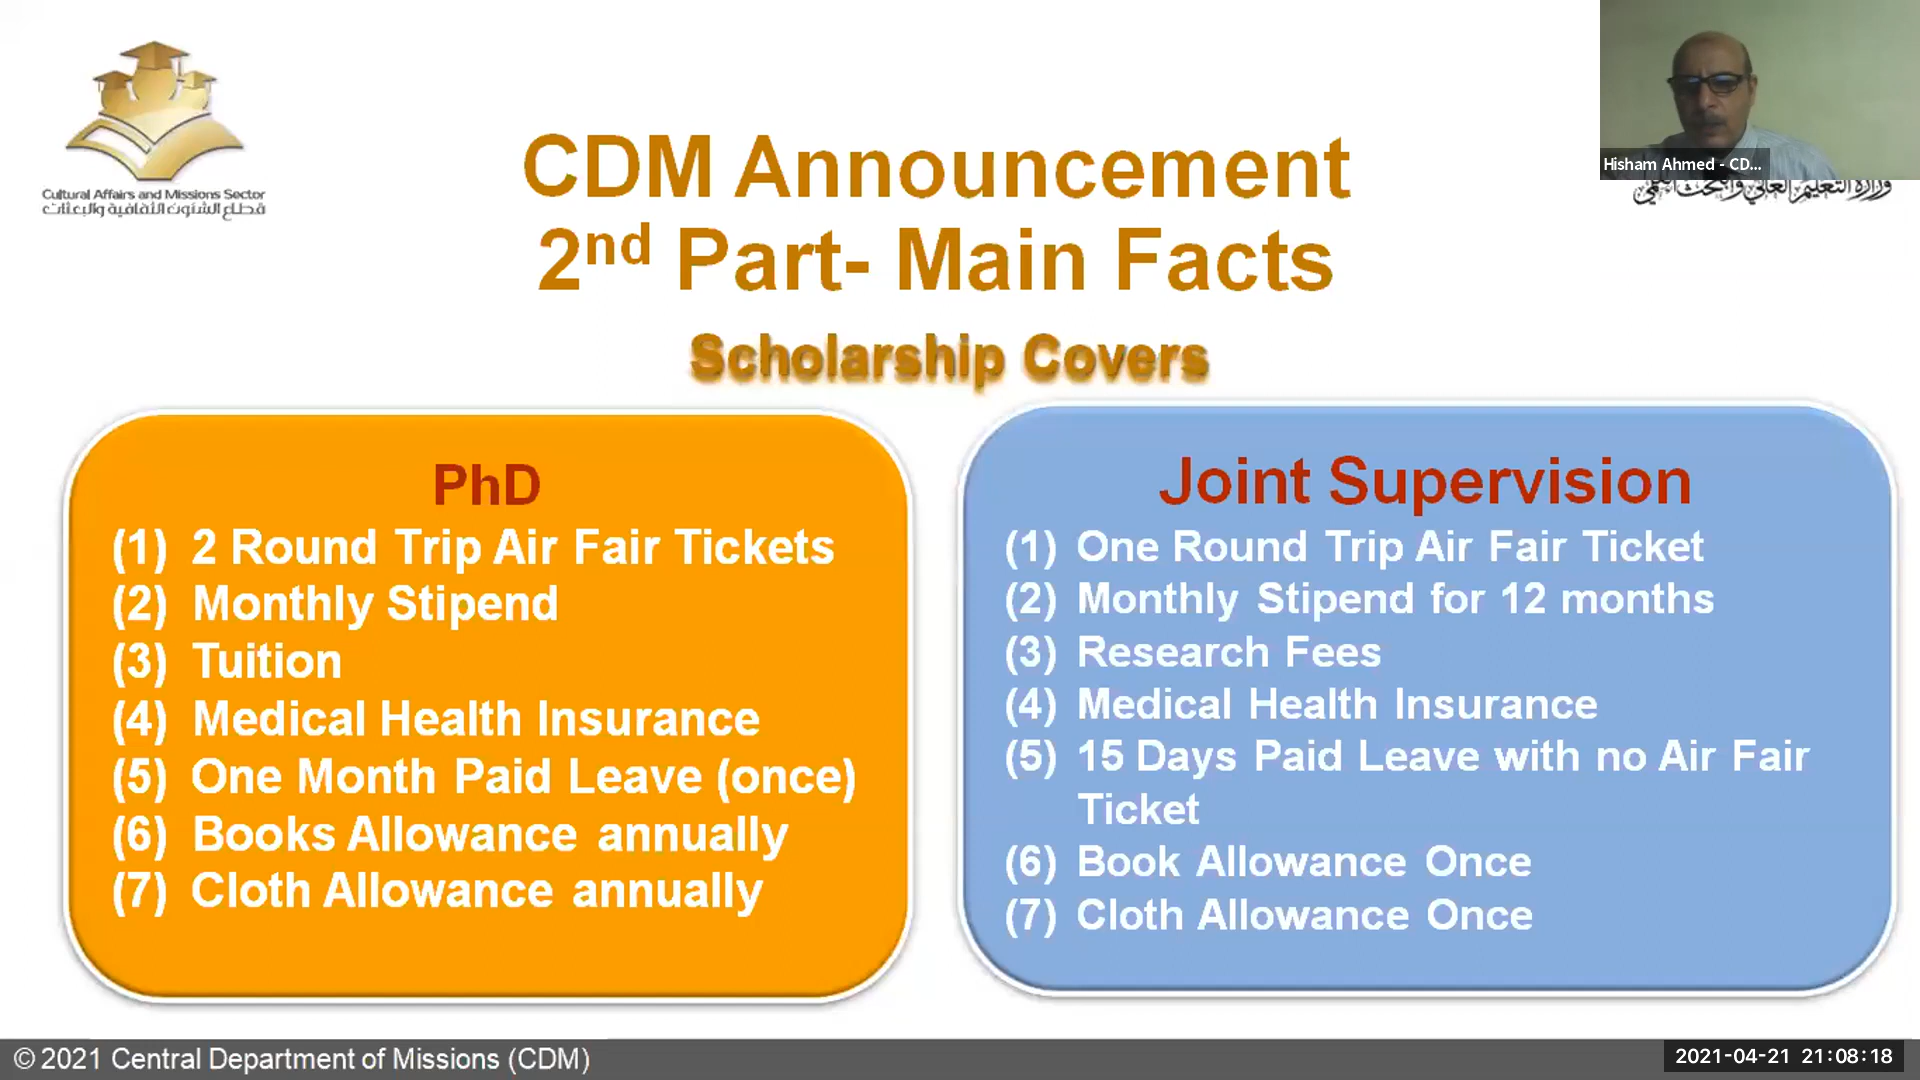 Cultural Affairs and Missions Sector
قطاع الشئون الثقافية والبعثات
Hisham Ahmed - CD...
وزارة التعليم العالي والبحث العلمي
CDM Announcement
2nd Part- Main Facts
Scholarship Covers
PhD
(1) 2 Round Trip Air Fair Tickets
(2) Monthly Stipend
(3) Tuition
(4) Medical Health Insurance
(5) One Month Paid Leave (once)
(6) Books Allowance annually
(7) Cloth Allowance annually
Joint Supervision
(1) One Round Trip Air Fair Ticket
(2) Monthly Stipend for 12 months
(3) Research Fees
(4) Medical Health Insurance
(5) 15 Days Paid Leave with no Air Fair
Ticket
(6) Book Allowance Once
(7) Cloth Allowance Once
© 2021 Central Department of Missions (CDM)
2021-04-21 21:08:18